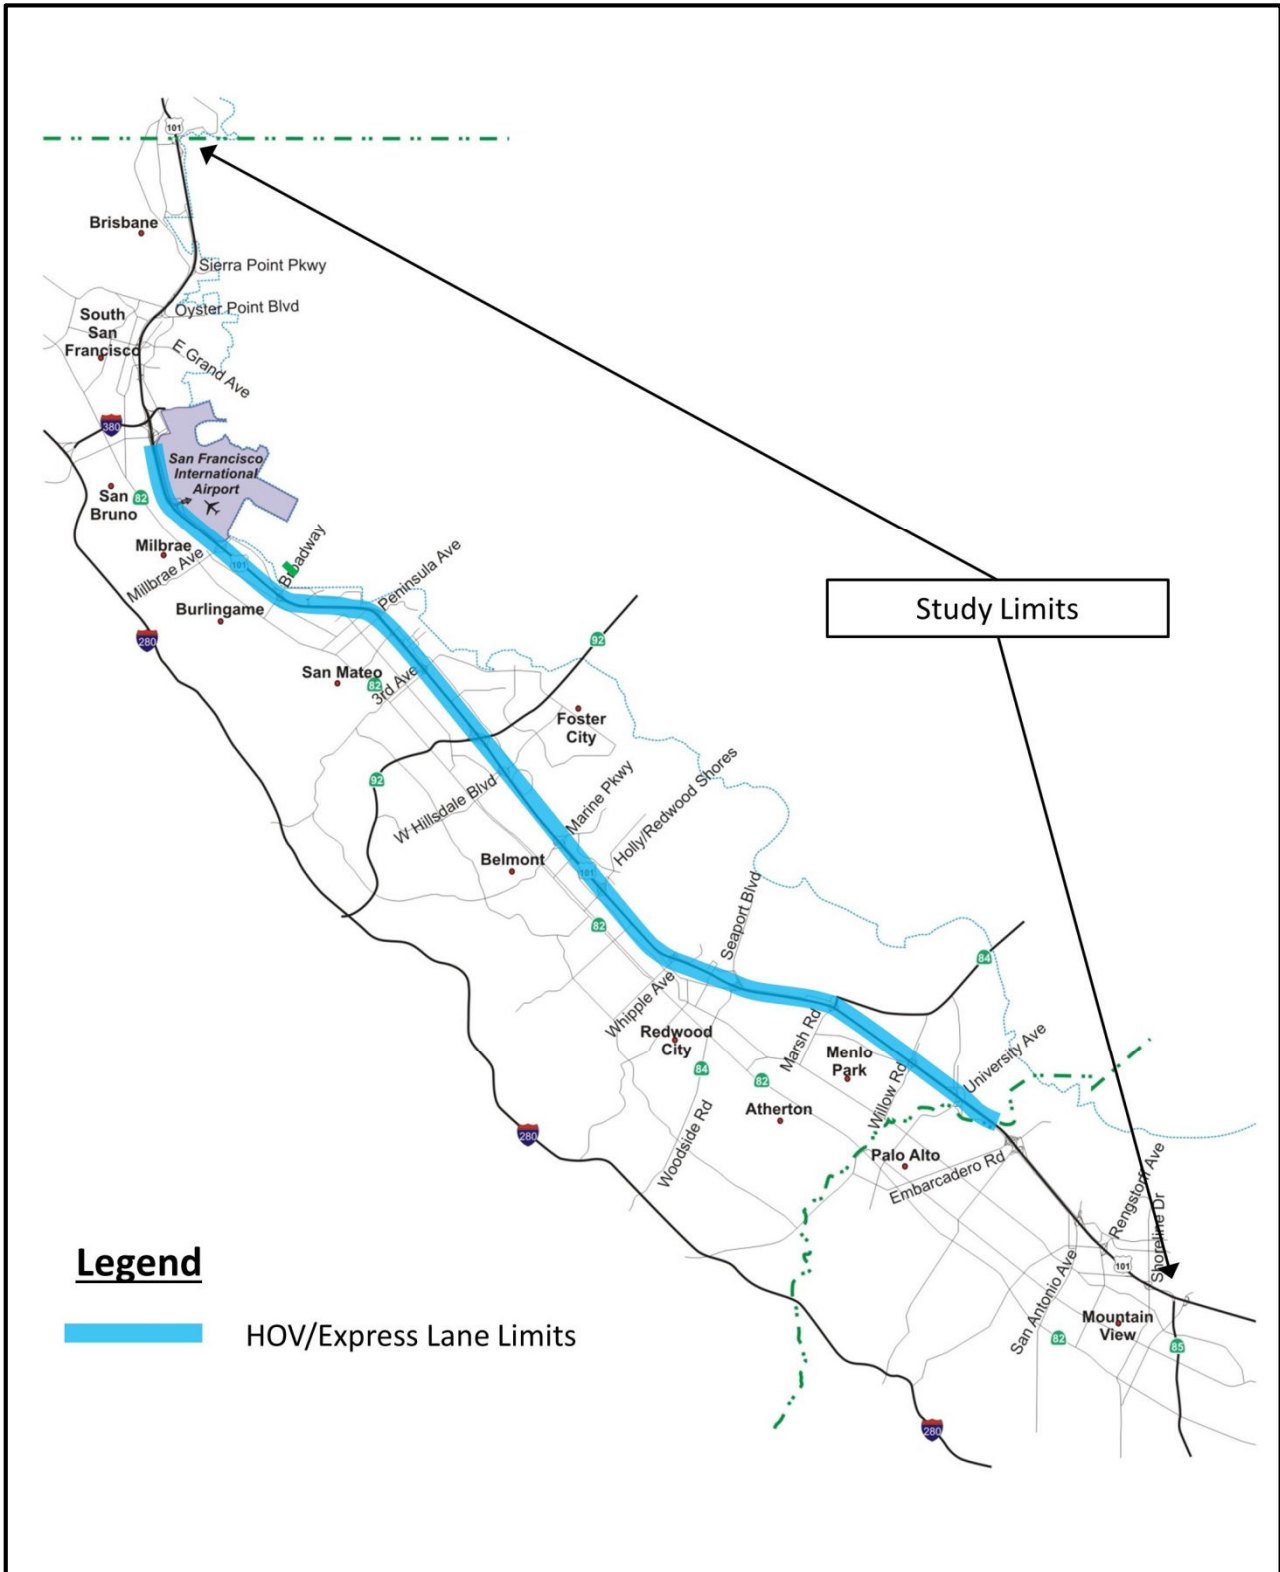 101
Brisbane
Sierra Point Pkwy
Oyster Point Blvd
South
San
Francisco
E Grand Ave
380
San Francisco
International
Airport
San
Bruno
82
Milbrae
Millbrae Ave
101
Broadway
Peninsula Ave
Burlingame
280
92
Study Limits
San Mateo
82
3rd Ave
Foster
City
92
W Hillsdale Blvd
Marine Pkwy
Holly/Redwood Shores
Belmont
101
82
Seaport Blvd
84
Whipple Ave
Redwood
City
Marsh Rd
Menlo
Park
University Ave
84
82
Willow Rd
Atherton
280
Woodside Rd
Palo Alto
Embarcadero Rd
Rengstorf Ave
Shoreline Dr
101
San Antonio Ave
Mountain
View
82
85
280
Legend
HOV/Express Lane Limits